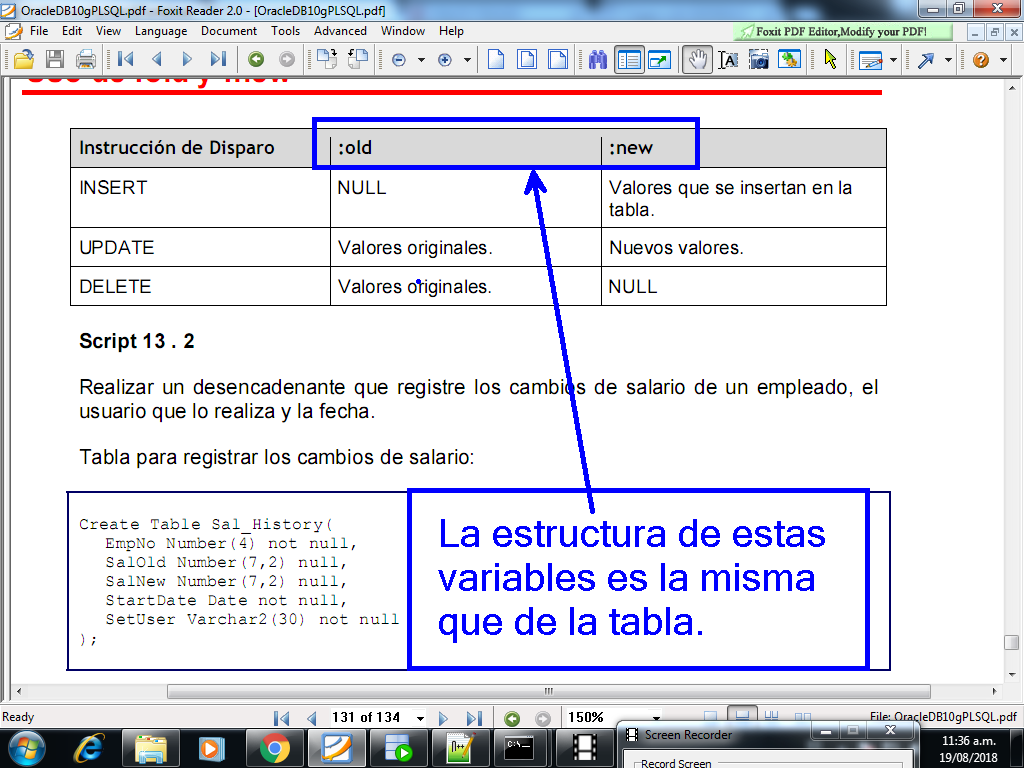 OracleDB10gPLSQL.pdf - Foxit Reader 2.0 - [OracleDB10gPLSQL.pdf]
File Edit View Language Document Tools Advanced Window Help
Foxit PDF Editor,Modify your PDF!
Uso de :old y :new
Instrucción de Disparo :old :new
INSERT NULL Valores que se insertan en la
tabla.
UPDATE Valores originales. Nuevos valores.
DELETE Valores originales. NULL
Script 13 . 2
Realizar un desencadenante que registre los cambios de salario de un empleado, el
usuario que lo realiza y la fecha.
Tabla para registrar los cambios de salario:
Create Table Sal_History(
EmpNo Number(4) not null,
SalOld Number(7,2) null,
SalNew Number(7,2) null,
StartDate Date not null,
SetUser Varchar2(30) not null
);
La estructura de estas
variables es la misma
que de la tabla.
Ready 131 of 134 150% File: OracleDB10gPLSQL.pdf
Screen Recorder
Record Screen
11:36 a.m.
19/08/2018